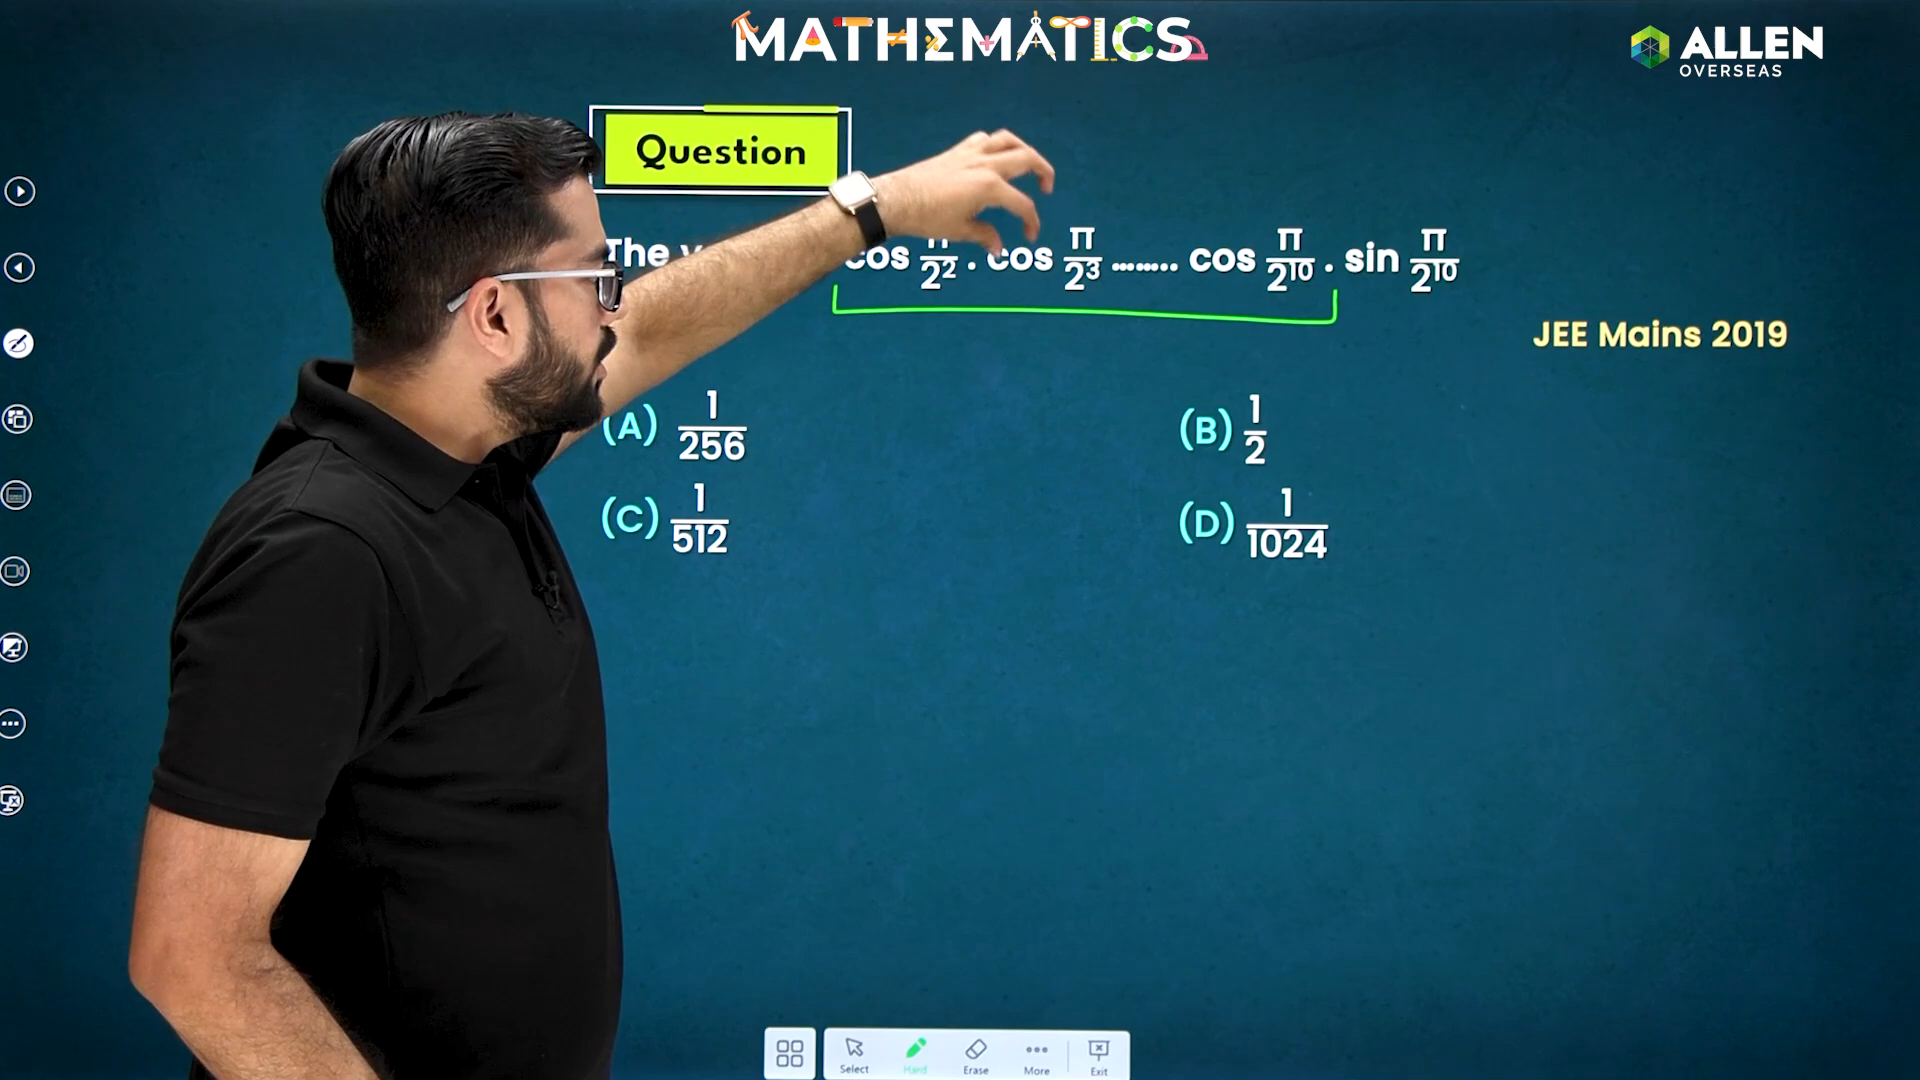 MATHEMATICS
ALLEN
OVERSEAS
Question
The cos π/2² . cos π/2³ ........ cos π/2¹⁰ . sin π/2¹⁰
JEE Mains 2019
(A) 1/256 (B) 1/2
(C) 1/512 (D) 1/1024
Select Hard Erase More Exit